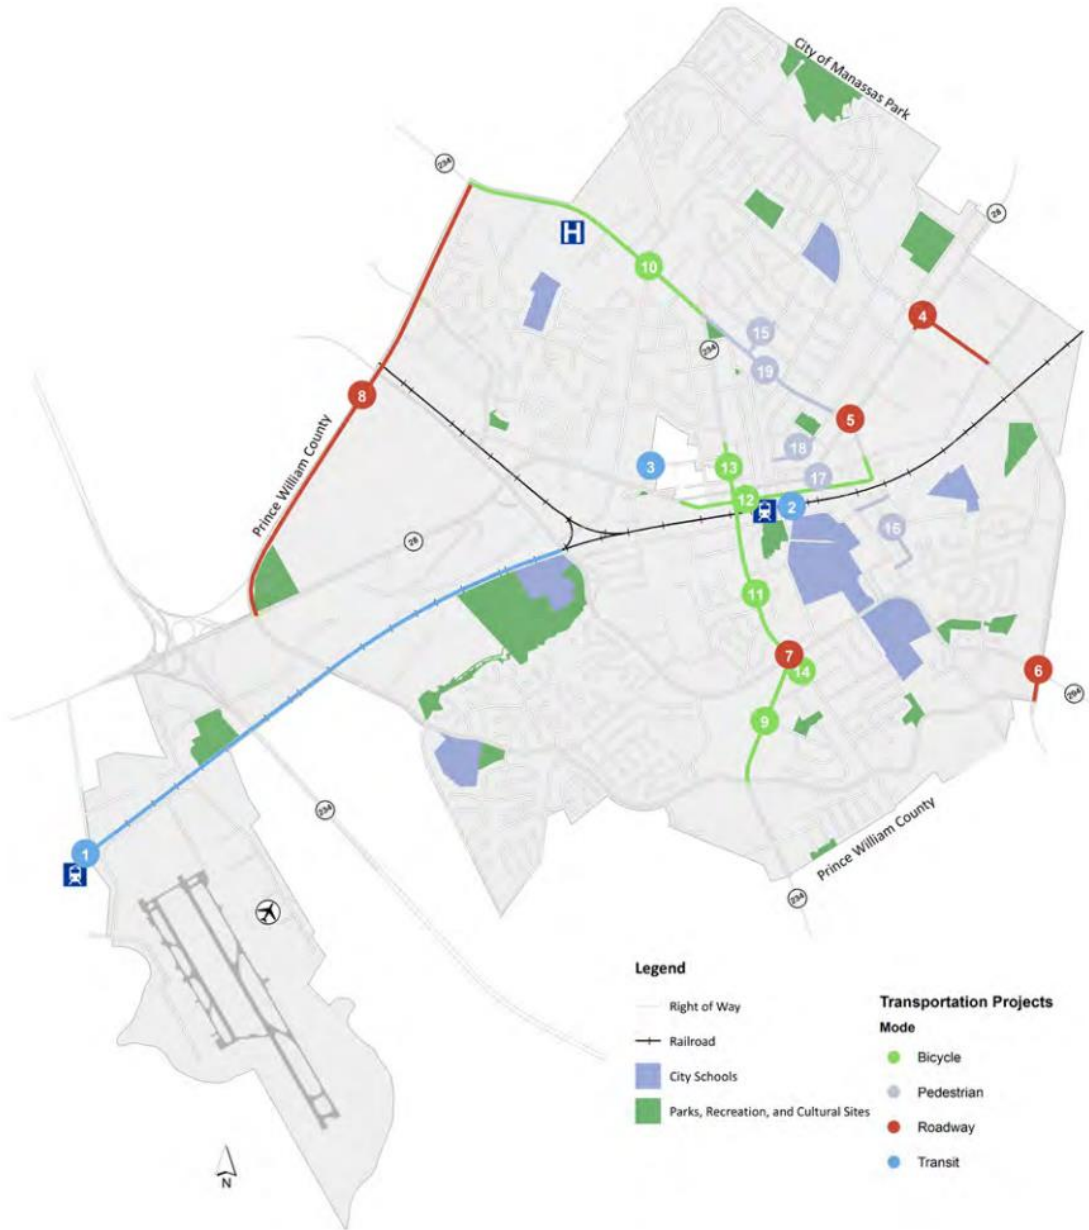 City of Manassas Park
234
28
H
10
4
15
234
19
8
5
18
3
13
17
Prince William County
12
2
16
28
11
7
14
6
294
9
234
Prince William County
1
234
Legend
Right of Way
Railroad
City Schools
Parks, Recreation, and Cultural Sites
Transportation Projects
Mode
Bicycle
Pedestrian
Roadway
Transit
N